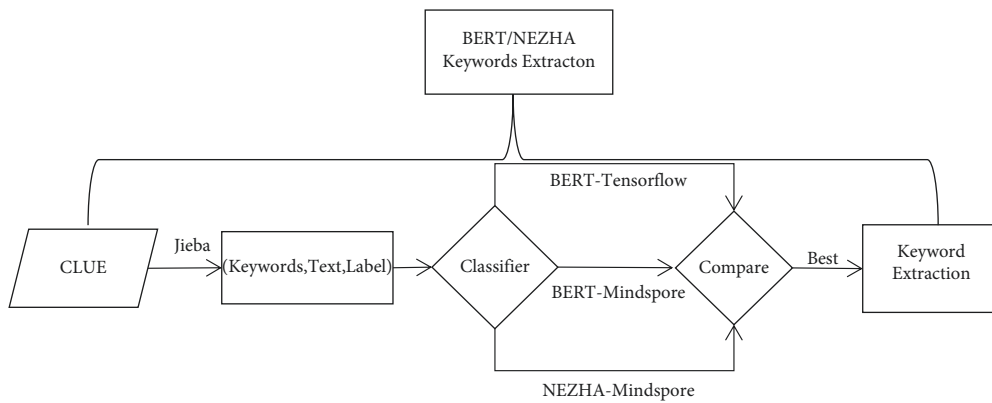 BERT/NEZHA
Keywords Extracton
BERT-Tensorflow
Jieba
CLUE
(Keywords,Text,Label)
Classifier
BERT-Mindspore
Compare
Best
Keyword
Extraction
NEZHA-Mindspore